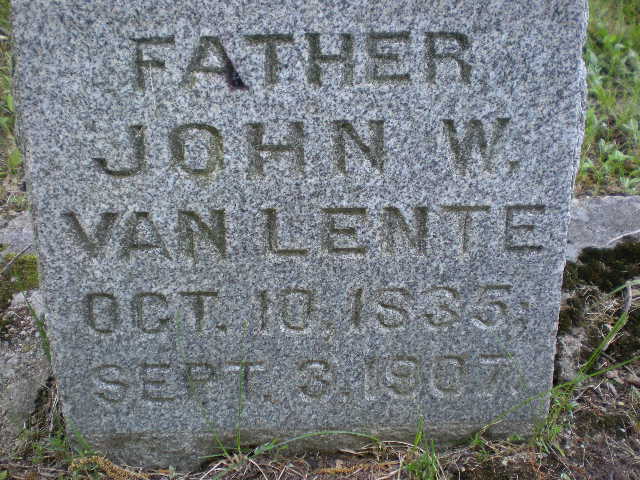 FATHER
JOHN W.
VAN LENTE
OCT. 10, 1835;
SEPT. 3, 1907.